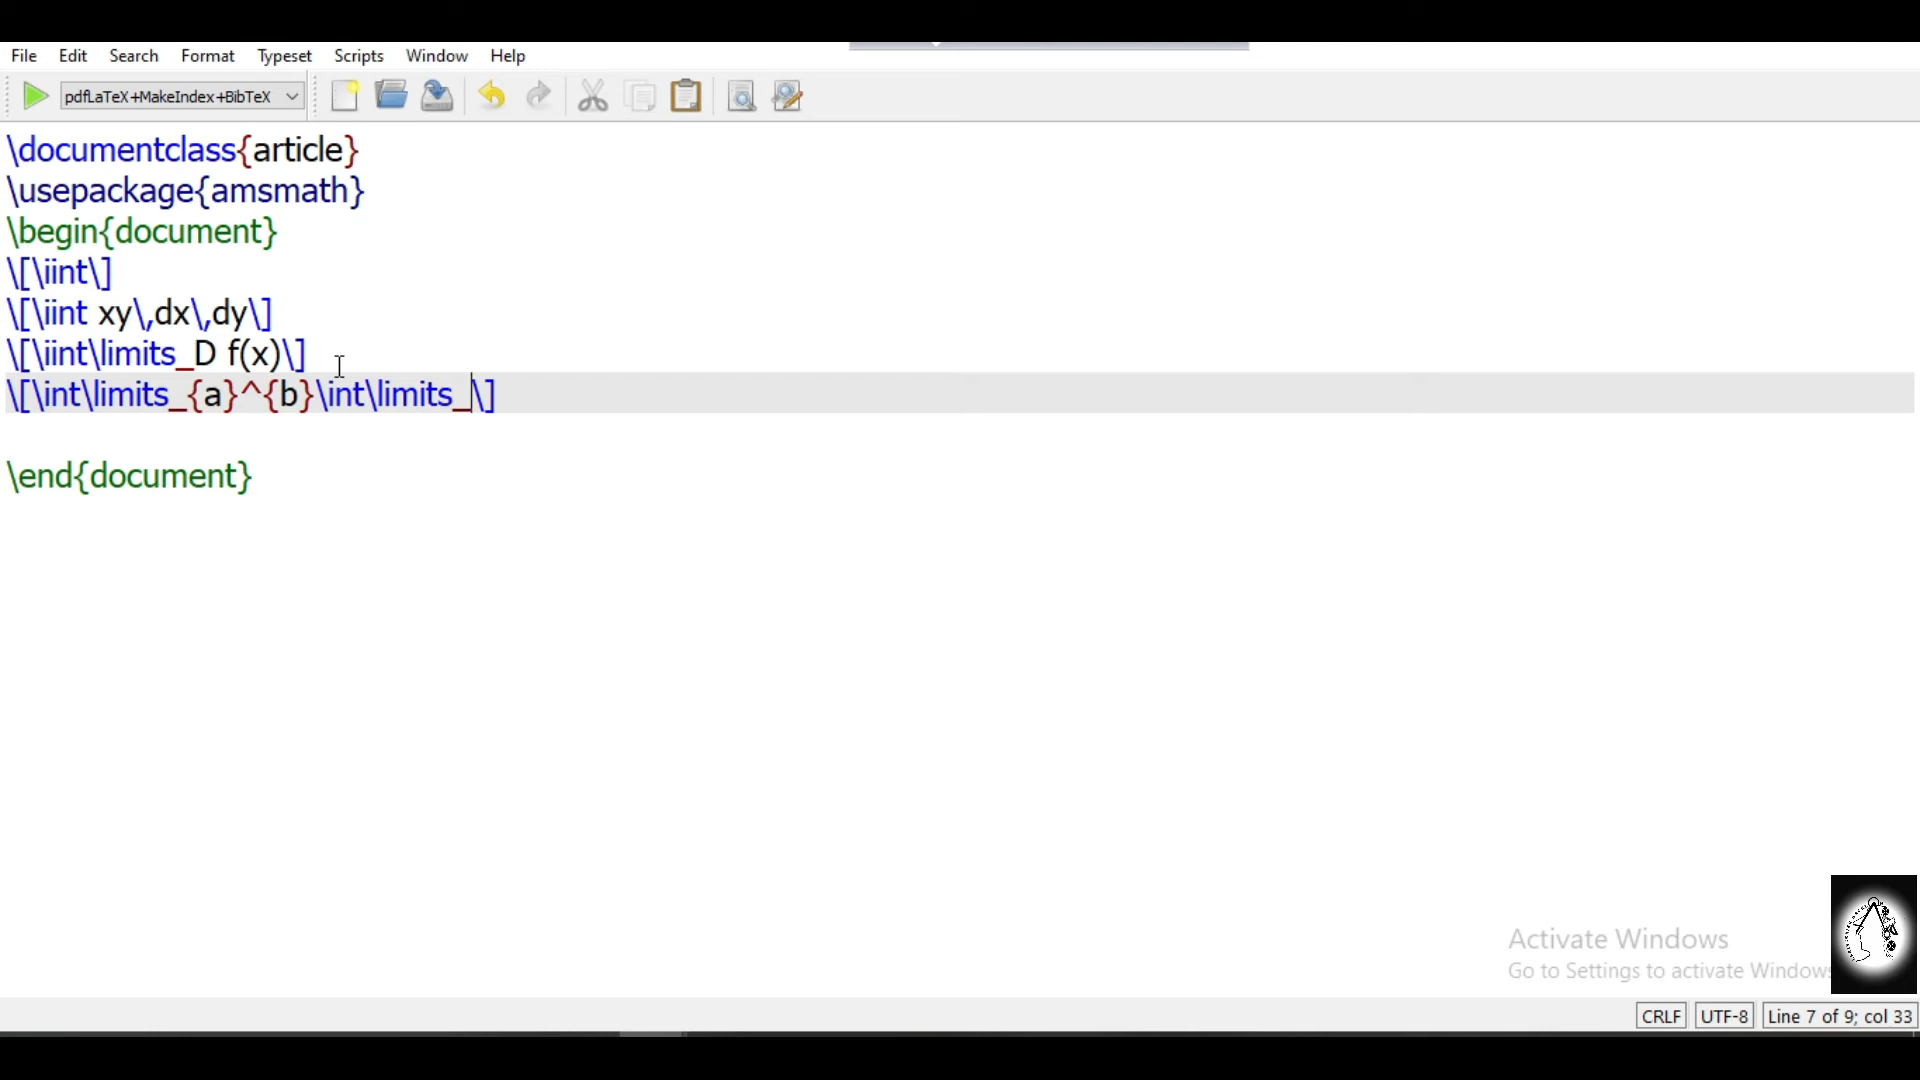 File Edit Search Format Typeset Scripts Window Help
pdfLaTeX+MakeIndex+BibTeX
\documentclass{article}
\usepackage{amsmath}
\begin{document}
\[\iint\]
\[\iint xy\,dx\,dy\]
\[\iint\limits_D f(x)\]
\[\int\limits_{a}^{b}\int\limits_\]
\end{document}
Activate Windows
Go to Settings to activate Windows
CRLF UTF-8 Line 7 of 9; col 33